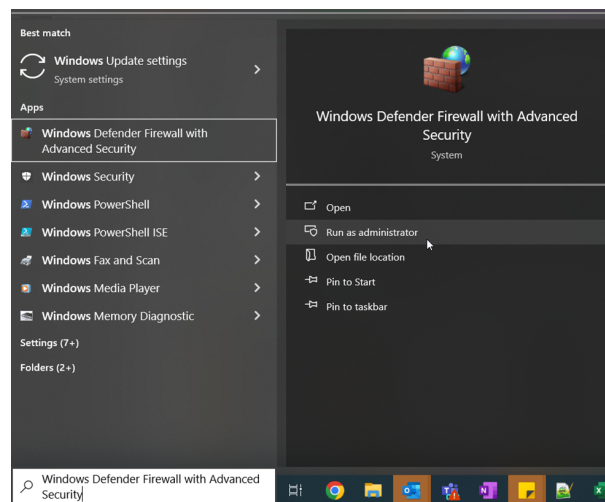 Best match
Windows Update settings
System settings
Apps
Windows Defender Firewall with
Advanced Security
Windows Security
Windows PowerShell
Windows PowerShell ISE
Windows Fax and Scan
Windows Media Player
Windows Memory Diagnostic
Settings (7+)
Folders (2+)
Windows Defender Firewall with Advanced
Security
Windows Defender Firewall with Advanced
Security
System
Open
Run as administrator
Open file location
Pin to Start
Pin to taskbar